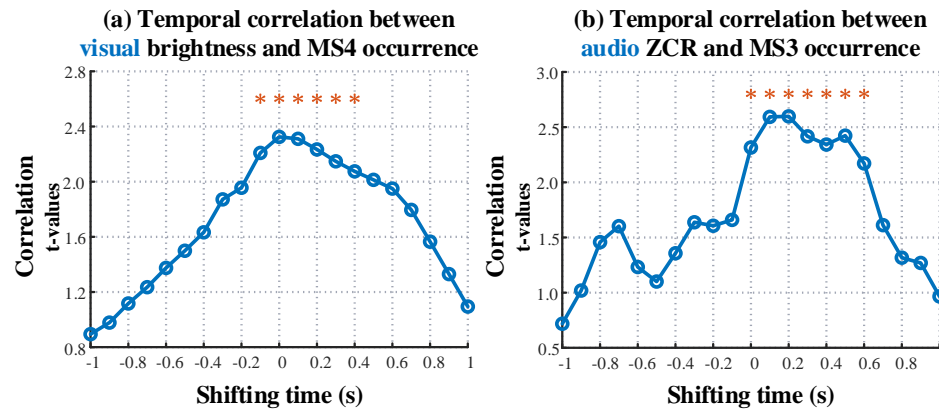 (a) Temporal correlation between
visual brightness and MS4 occurrence
2.8
2.4
2.0
1.6
1.2
0.8
Correlation
t-values
* * * * * *
-1 -0.8 -0.6 -0.4 -0.2 0 0.2 0.4 0.6 0.8 1
Shifting time (s)
(b) Temporal correlation between
audio ZCR and MS3 occurrence
3.0
2.5
2.0
1.5
1.0
0.5
Correlation
t-values
* * * * * * *
-1 -0.8 -0.6 -0.4 -0.2 0 0.2 0.4 0.6 0.8
Shifting time (s)